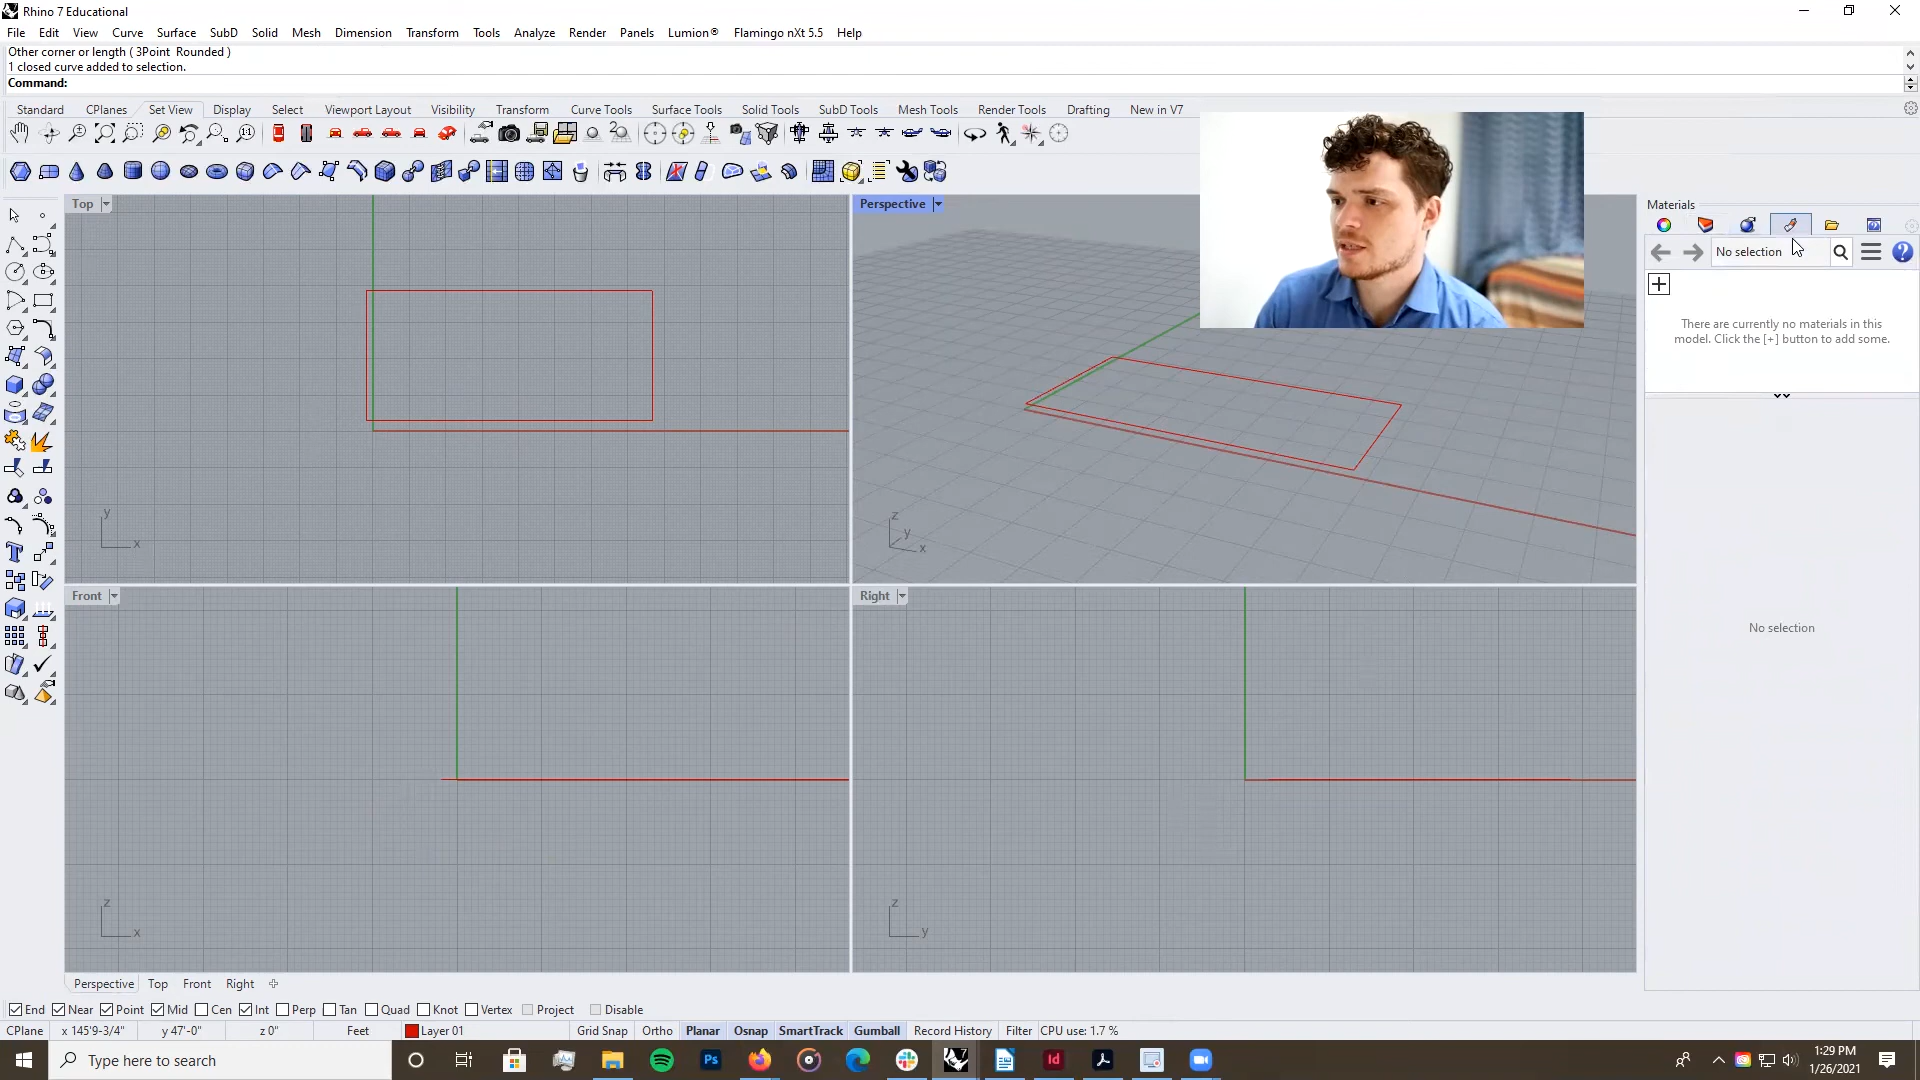 Rhino 7 Educational
File Edit View Curve Surface SubD Solid Mesh Dimension Transform Tools Analyze Render Panels Lumion® Flamingo nXt 5.5 Help
Other corner or length ( 3Point Rounded )
1 closed curve added to selection.
Command:
Standard CPlanes Set View Display Select Viewport Layout Visibility Transform Curve Tools Surface Tools Solid Tools SubD Tools Mesh Tools Render Tools Drafting New in V7
Top
Perspective
Materials
No selection
There are currently no materials in this
model. Click the [+] button to add some.
y
x
z
y
x
Front
Right
No selection
z
x
z
y
Perspective Top Front Right
End Near Point Mid Cen Int Perp Tan Quad Knot Vertex Project Disable
CPlane x 145'9-3/4" y 47'-0" z 0" Feet Layer 01 Grid Snap Ortho Planar Osnap SmartTrack Gumball Record History Filter CPU use: 1.7 %
Type here to search
Ps
Id
1:29 PM
1/26/2021